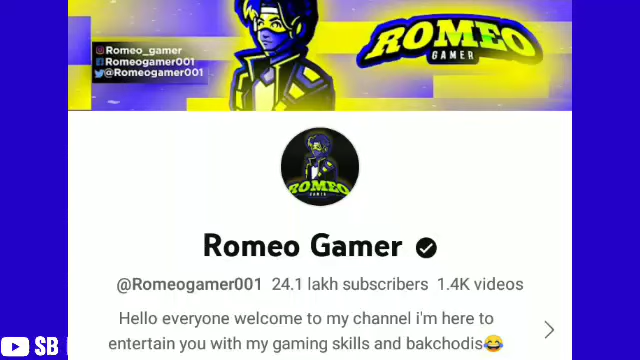 Romeo_gamer
Romeogamer001
@Romeogamer001
ROMEO
GAMER
ROMEO
GAMER
Romeo Gamer
@Romeogamer001 24.1 lakh subscribers 1.4K videos
Hello everyone welcome to my channel i'm here to
entertain you with my gaming skills and bakchodis😂
SB